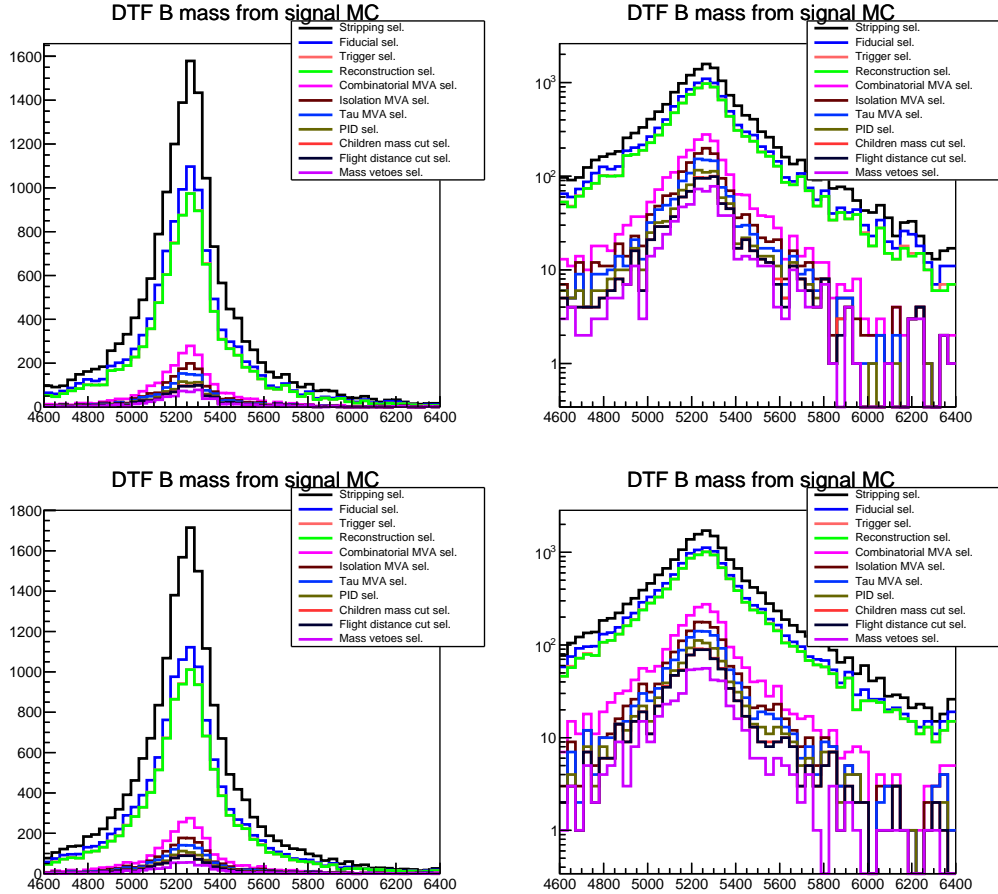 DTF B mass from signal MC
Stripping sel.
Fiducial sel.
Trigger sel.
Reconstruction sel.
Combinatorial MVA sel.
Isolation MVA sel.
Tau MVA sel.
PID sel.
Children mass cut sel.
Flight distance cut sel.
Mass vetoes sel.
1600
1400
1200
1000
800
600
400
200
0
4600 4800 5000 5200 5400 5600 5800 6000 6200 6400
DTF B mass from signal MC
Stripping sel.
Fiducial sel.
Trigger sel.
Reconstruction sel.
Combinatorial MVA sel.
Isolation MVA sel.
Tau MVA sel.
PID sel.
Children mass cut sel.
Flight distance cut sel.
Mass vetoes sel.
10³
10²
10
1
4600 4800 5000 5200 5400 5600 5800 6000 6200 6400
DTF B mass from signal MC
Stripping sel.
Fiducial sel.
Trigger sel.
Reconstruction sel.
Combinatorial MVA sel.
Isolation MVA sel.
Tau MVA sel.
PID sel.
Children mass cut sel.
Flight distance cut sel.
Mass vetoes sel.
1800
1600
1400
1200
1000
800
600
400
200
0
4600 4800 5000 5200 5400 5600 5800 6000 6200 6400
DTF B mass from signal MC
Stripping sel.
Fiducial sel.
Trigger sel.
Reconstruction sel.
Combinatorial MVA sel.
Isolation MVA sel.
Tau MVA sel.
PID sel.
Children mass cut sel.
Flight distance cut sel.
Mass vetoes sel.
10³
10²
10
1
4600 4800 5000 5200 5400 5600 5800 6000 6200 6400